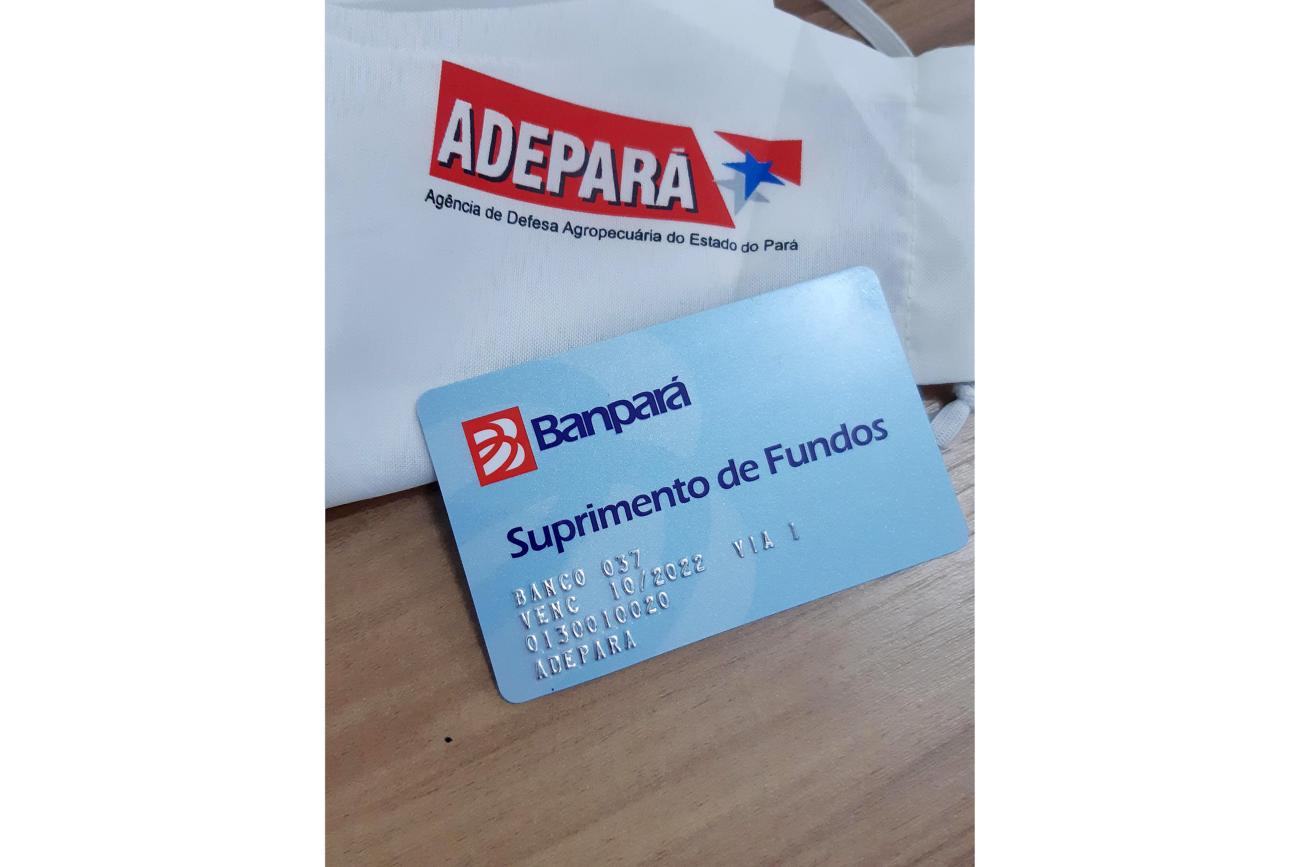 ADEPARÁ
Agência de Defesa Agropecuária do Estado do Pará
Banpará
Suprimento de Fundos
BANCO 037
VENC 10/2022 VIA 1
0130010020
ADEPARA